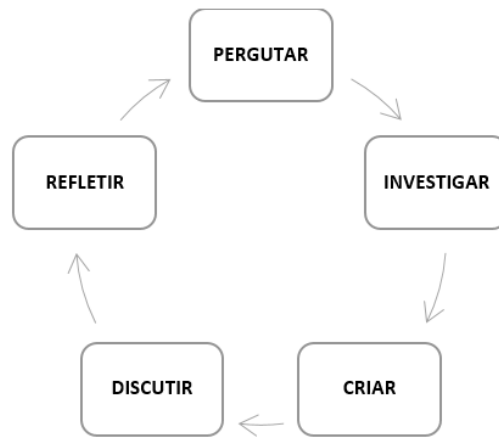 PERGUTAR
INVESTIGAR
CRIAR
DISCUTIR
REFLETIR